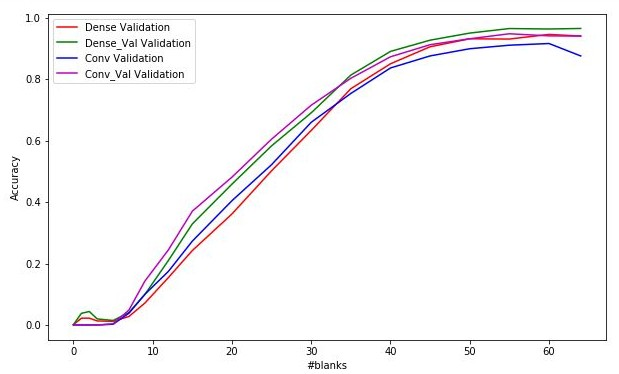 1.0
0.8
0.6
0.4
0.2
0.0
Accuracy
Dense Validation
Dense_Val Validation
Conv Validation
Conv_Val Validation
0 10 20 30 40 50 60
#blanks